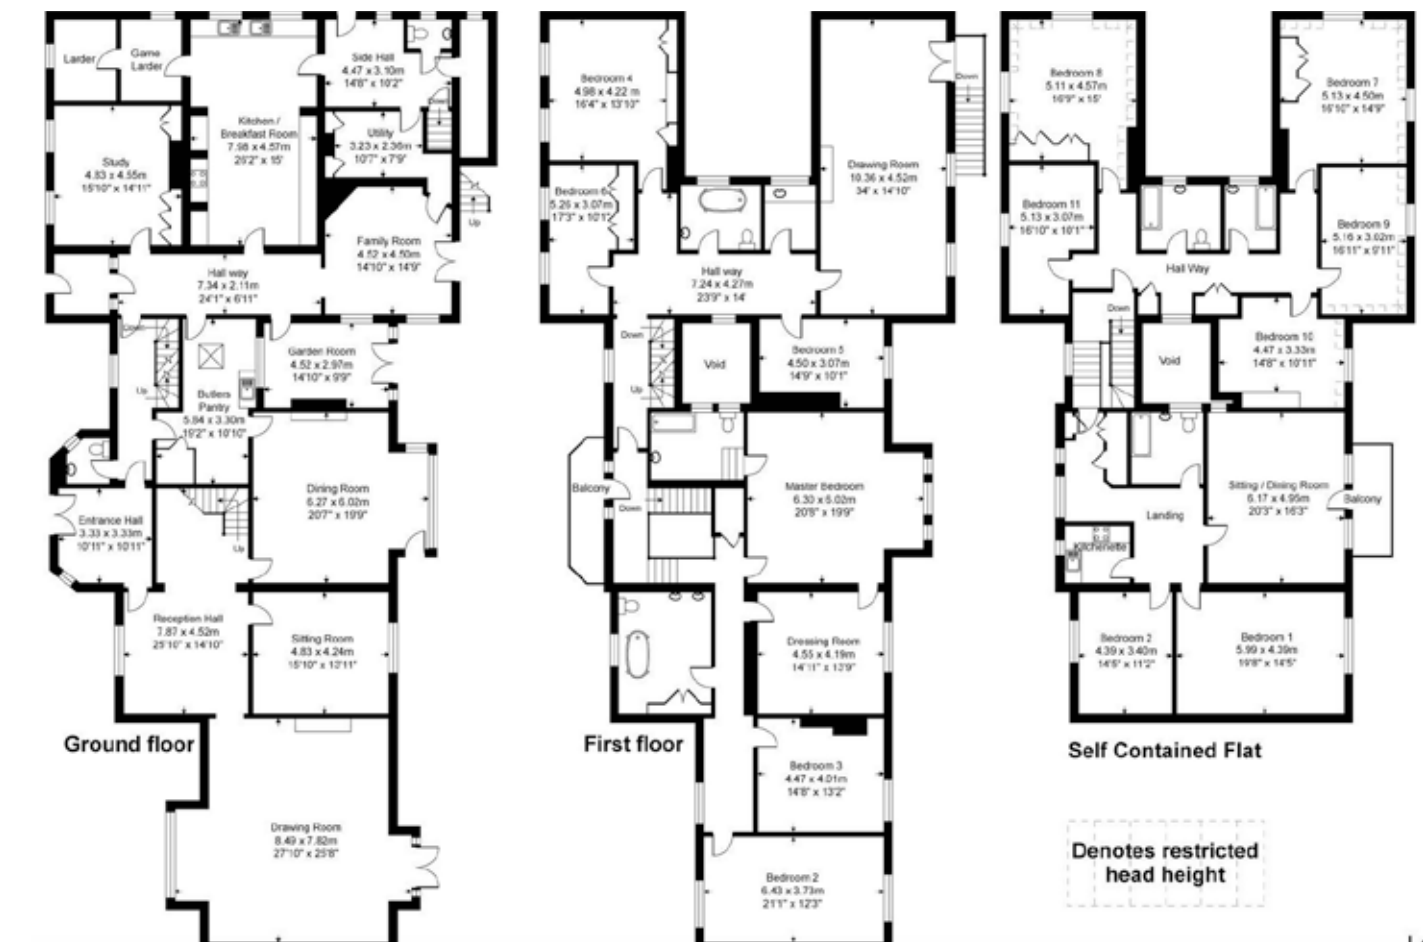 Larder
Game
Larder
Kitchen /
Breakfast Room
7.98 x 4.57m
26'2" x 15'
Side Hall
4.47 x 3.10m
14'8" x 10'2"
Down
Utility
3.23 x 2.36m
10'7" x 7'9"
Study
4.83 x 4.55m
15'10" x 14'11"
Up
Family Room
4.52 x 4.50m
14'10" x 14'9"
Hall way
7.34 x 2.11m
24'1" x 6'11"
Down
Up
Garden Room
4.52 x 2.97m
14'10" x 9'9"
Butlers
Pantry
5.84 x 3.30m
19'2" x 10'10"
Dining Room
6.27 x 6.02m
20'7" x 19'9"
Entrance Hall
3.33 x 3.33m
10'11" x 10'11"
Up
Reception Hall
7.87 x 4.52m
25'10" x 14'10"
Sitting Room
4.83 x 4.24m
15'10" x 13'11"
Ground floor
Drawing Room
8.49 x 7.82m
27'10" x 25'8"
Bedroom 4
4.98 x 4.22 m
16'4" x 13'10"
Drawing Room
10.36 x 4.52m
34' x 14'10"
Down
Bedroom 6
5.26 x 3.07m
17'3" x 10'1"
Hall way
7.24 x 4.27m
23'9" x 14'
Down
Up
Void
Bedroom 5
4.50 x 3.07m
14'9" x 10'1"
Balcony
Down
Master Bedroom
6.30 x 6.02m
20'8" x 19'9"
Dressing Room
4.55 x 4.19m
14'11" x 13'9"
First floor
Bedroom 3
4.47 x 4.01m
14'8" x 13'2"
Bedroom 2
6.43 x 3.73m
21'1" x 12'3"
Bedroom 8
5.11 x 4.57m
16'9" x 15'
Bedroom 7
5.13 x 4.50m
16'10" x 14'9"
Bedroom 11
5.13 x 3.07m
16'10" x 10'1"
Bedroom 9
5.16 x 3.02m
16'11" x 9'11"
Hall Way
Down
Void
Bedroom 10
4.47 x 3.33m
14'8" x 10'11"
Sitting / Dining Room
6.17 x 4.95m
20'3" x 16'3"
Balcony
Landing
Kitchenette
Bedroom 2
4.39 x 3.40m
14'5" x 11'2"
Bedroom 1
5.99 x 4.39m
19'8" x 14'5"
Self Contained Flat
Denotes restricted
head height